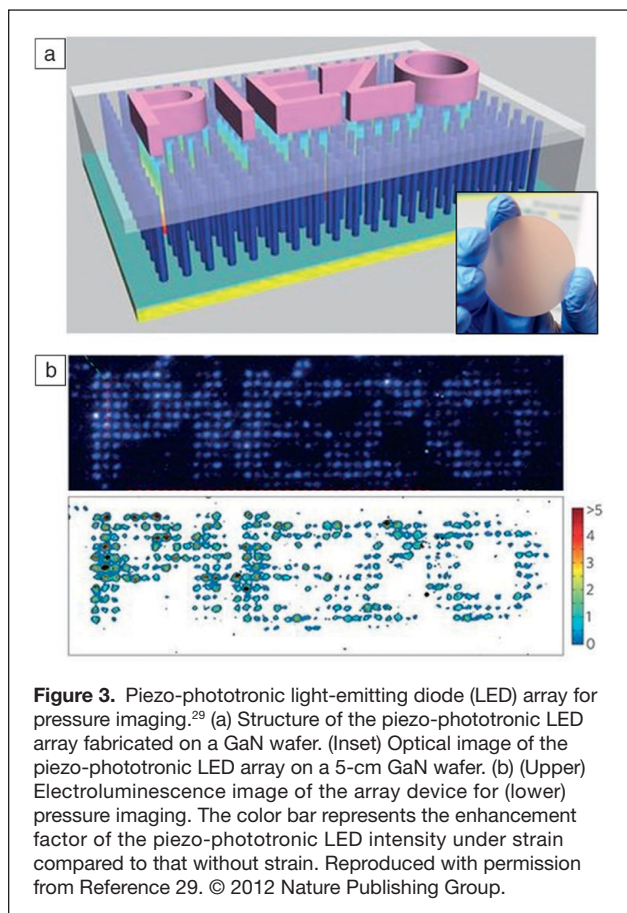 a
PIEZO
b
PIEZO
PIEZO
>5
4
3
2
1
0
Figure 3. Piezo-phototronic light-emitting diode (LED) array for
pressure imaging.29 (a) Structure of the piezo-phototronic LED
array fabricated on a GaN wafer. (Inset) Optical image of the
piezo-phototronic LED array on a 5-cm GaN wafer. (b) (Upper)
Electroluminescence image of the array device for (lower)
pressure imaging. The color bar represents the enhancement
factor of the piezo-phototronic LED intensity under strain
compared to that without strain. Reproduced with permission
from Reference 29. © 2012 Nature Publishing Group.